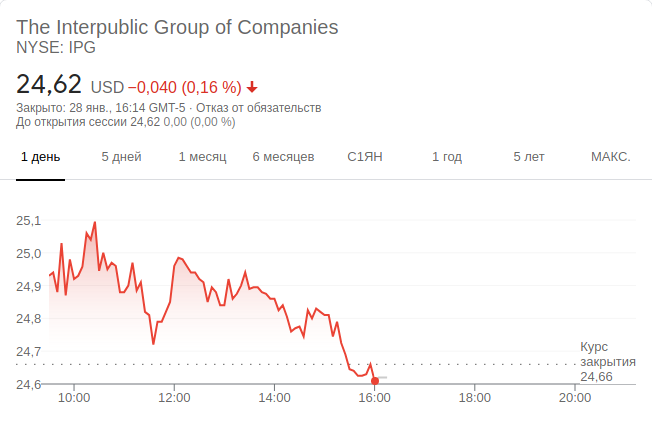 The Interpublic Group of Companies
NYSE: IPG
24,62 USD −0,040 (0,16 %)
Закрыто: 28 янв., 16:14 GMT-5 · Отказ от обязательств
До открытия сессии 24,62 0,00 (0,00 %)
1 день 5 дней 1 месяц 6 месяцев С1ЯН 1 год 5 лет МАКС.
25,1
25,0
24,9
24,8
24,7
Курс
закрытия
24,66
24,6
10:00 12:00 14:00 16:00 18:00 20:00